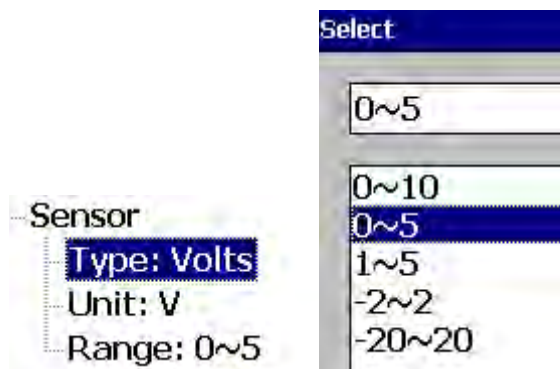 Sensor
Type: Volts
Unit: V
Range: 0~5
Select
0~5
0~10
0~5
1~5
-2~2
-20~20